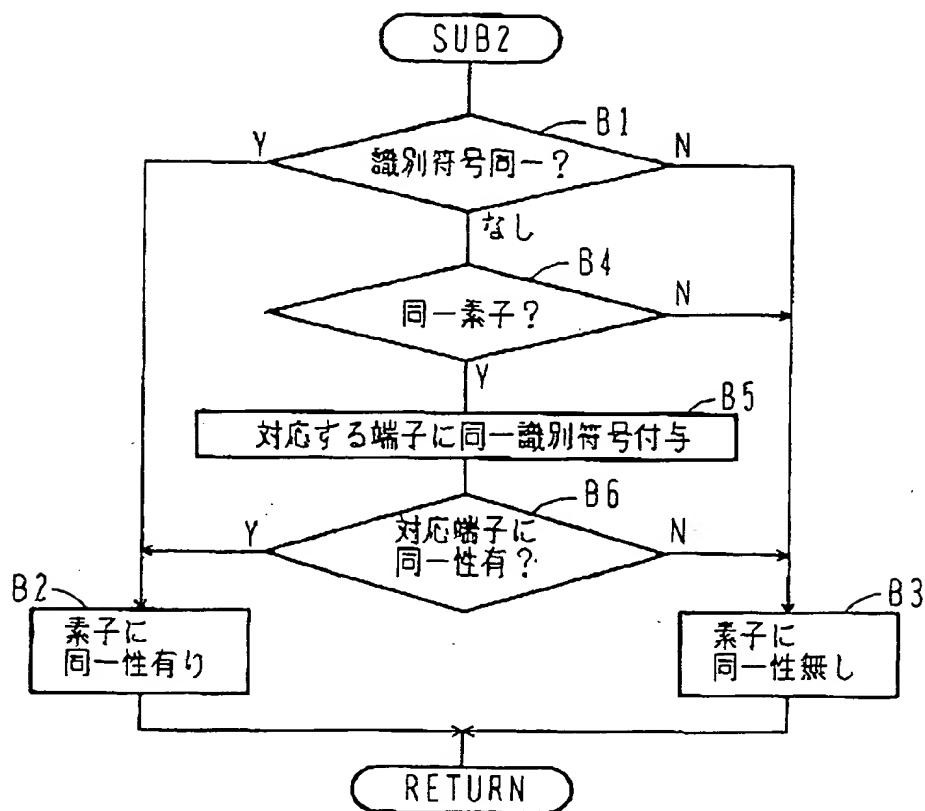 SUB2
B1
Y
識別符号同一?
N
なし
B4
同一素子?
N
Y
B5
対応する端子に同一識別符号付与
B6
Y
対応端子に
同一性有?
N
B2
素子に
同一性有り
B3
素子に
同一性無し
RETURN